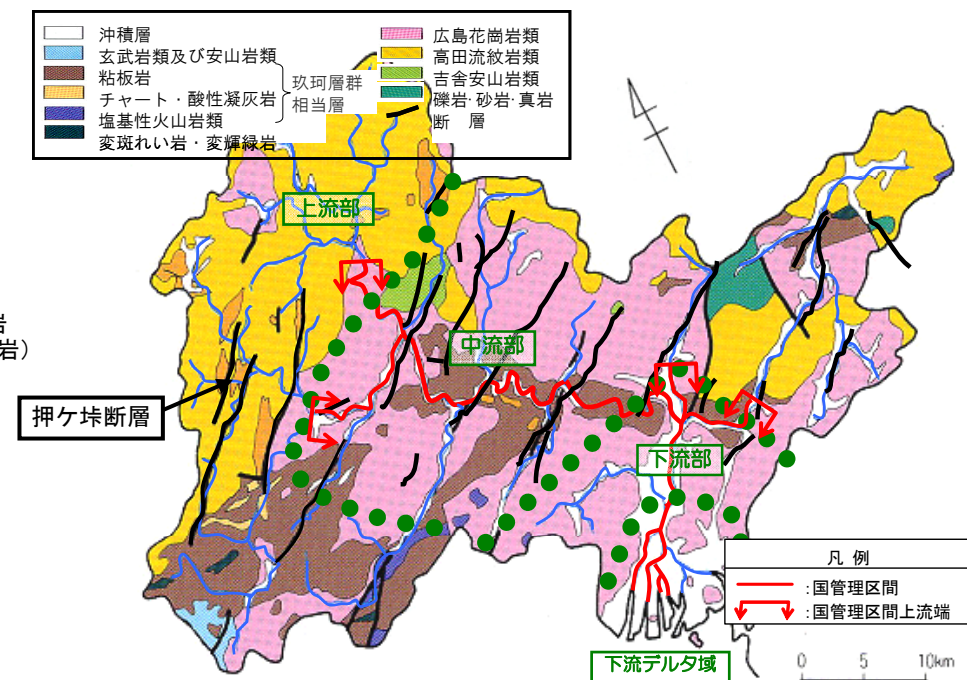 沖積層
玄武岩類及び安山岩類
粘板岩
チャート・酸性凝灰岩
塩基性火山岩類
変斑れい岩・変輝緑岩
玖珂層群
相当層
広島花崗岩類
高田流紋岩類
吉舎安山岩類
礫岩・砂岩・真岩
断 層
上流部
岩
岩）
中流部
押ケ垰断層
下流部
凡 例
:国管理区間
:国管理区間上流端
下流デルタ域
0 5 10km